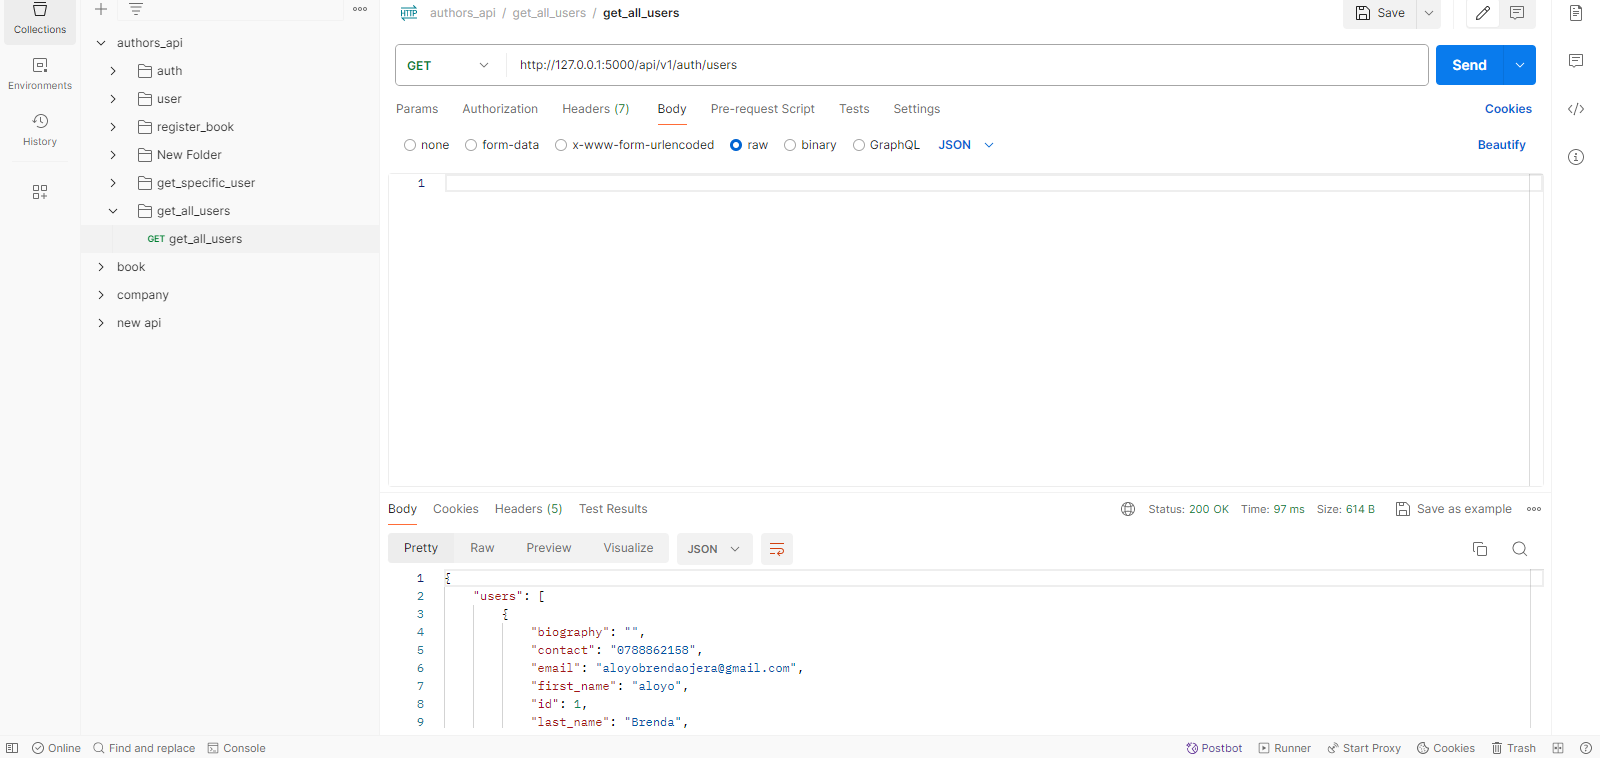 Collections
Environments
History
authors_api
auth
user
register_book
New Folder
get_specific_user
get_all_users
GET get_all_users
book
company
new api
HTTP authors_api / get_all_users / get_all_users
Save
GET http://127.0.0.1:5000/api/v1/auth/users Send
Params Authorization Headers (7) Body Pre-request Script Tests Settings Cookies
none form-data x-www-form-urlencoded raw binary GraphQL JSON Beautify
1
Body Cookies Headers (5) Test Results Status: 200 OK Time: 97 ms Size: 614 B Save as example
Pretty Raw Preview Visualize JSON
1 {
2 "users": [
3 {
4 "biography": "",
5 "contact": "0788862158",
6 "email": "aloyobrendaojera@gmail.com",
7 "first_name": "aloyo",
8 "id": 1,
9 "last_name": "Brenda",
Online Find and replace Console Postbot Runner Start Proxy Cookies Trash